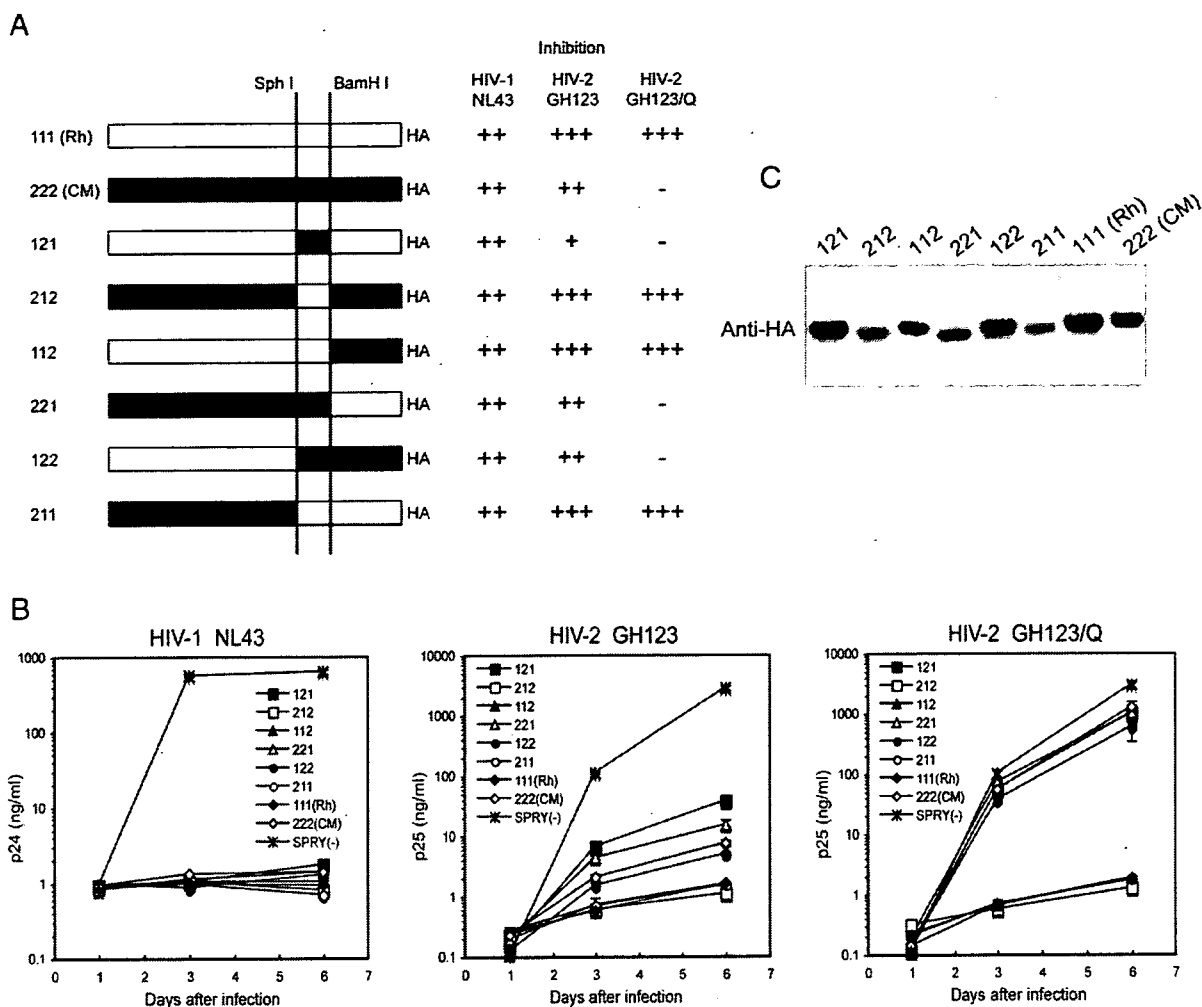 A
Inhibition
Sph I
BamH I
HIV-1 NL43
HIV-2 GH123
HIV-2 GH123/Q
111 (Rh) HA ++ +++ +++
222 (CM) HA ++ ++ -
121 HA ++ + -
212 HA ++ +++ +++
112 HA ++ +++ +++
221 HA ++ ++ -
122 HA ++ ++ -
211 HA ++ +++ +++
C
121 212 112 221 122 211 111 (Rh) 222 (CM)
Anti-HA
B
HIV-1 NL43
p24 (ng/ml)
1000
100
10
1
0.1
121
212
112
221
122
211
111(Rh)
222(CM)
SPRY(-)
0 1 2 3 4 5 6 7
Days after infection
HIV-2 GH123
p25 (ng/ml)
10000
1000
100
10
1
0.1
121
212
112
221
122
211
111(Rh)
222(CM)
SPRY(-)
0 1 2 3 4 5 6 7
Days after infection
HIV-2 GH123/Q
p25 (ng/ml)
10000
1000
100
10
1
0.1
121
212
112
221
122
211
111(Rh)
222(CM)
SPRY(-)
0 1 2 3 4 5 6 7
Days after infection